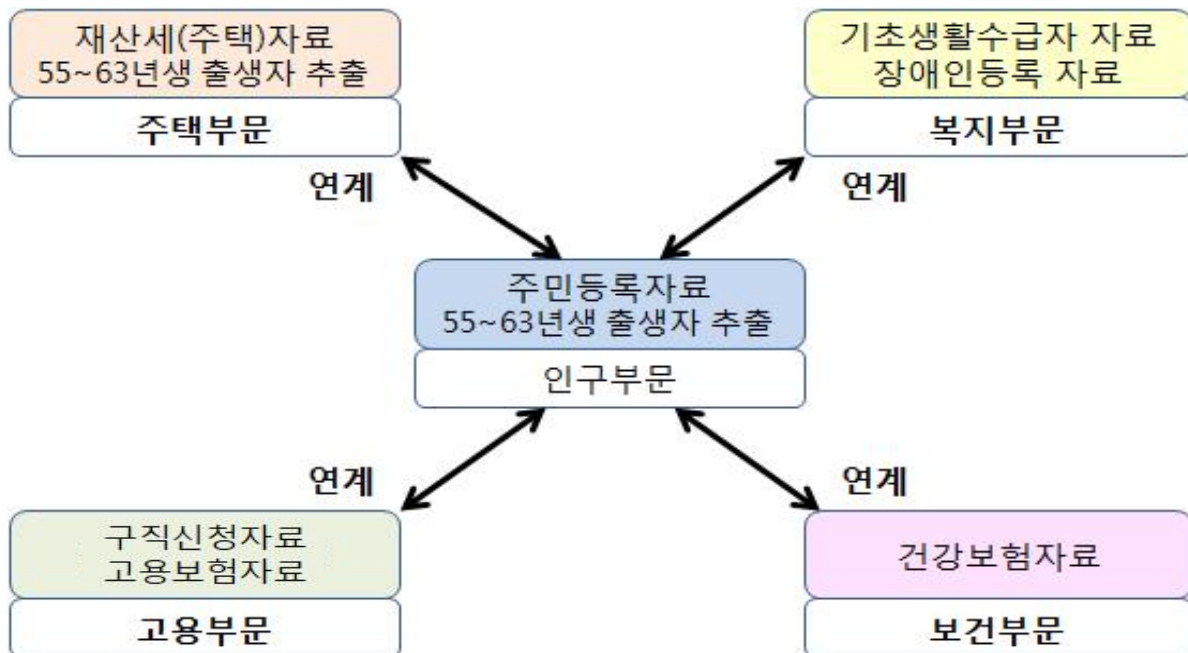 재산세(주택)자료
55~63년생 출생자 추출
주택부문
기초생활수급자 자료
장애인등록 자료
복지부문
연계
연계
주민등록자료
55~63년생 출생자 추출
인구부문
연계
연계
구직신청자료
고용보험자료
고용부문
건강보험자료
보건부문